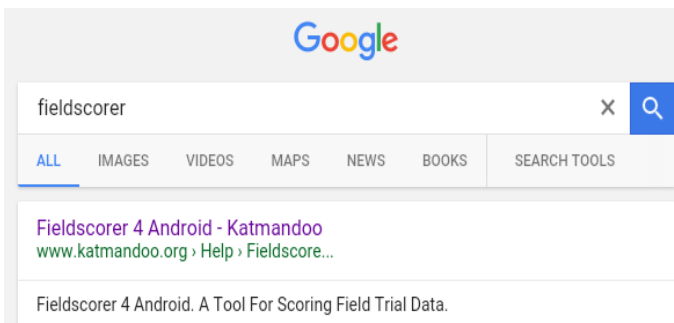 Google
fieldscorer
ALL IMAGES VIDEOS MAPS NEWS BOOKS SEARCH TOOLS
Fieldscorer 4 Android - Katmandoo
www.katmandoo.org › Help › Fieldscore...
Fieldscorer 4 Android. A Tool For Scoring Field Trial Data.